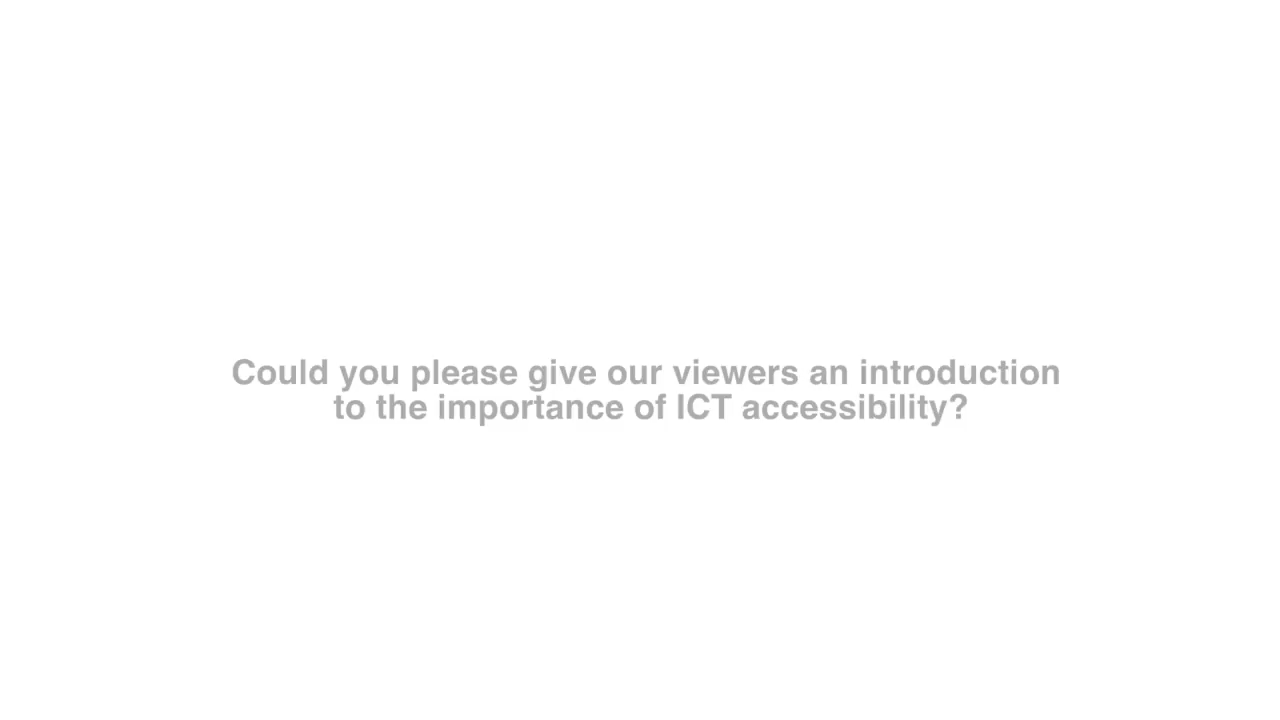 Could you please give our viewers an introduction
to the importance of ICT accessibility?